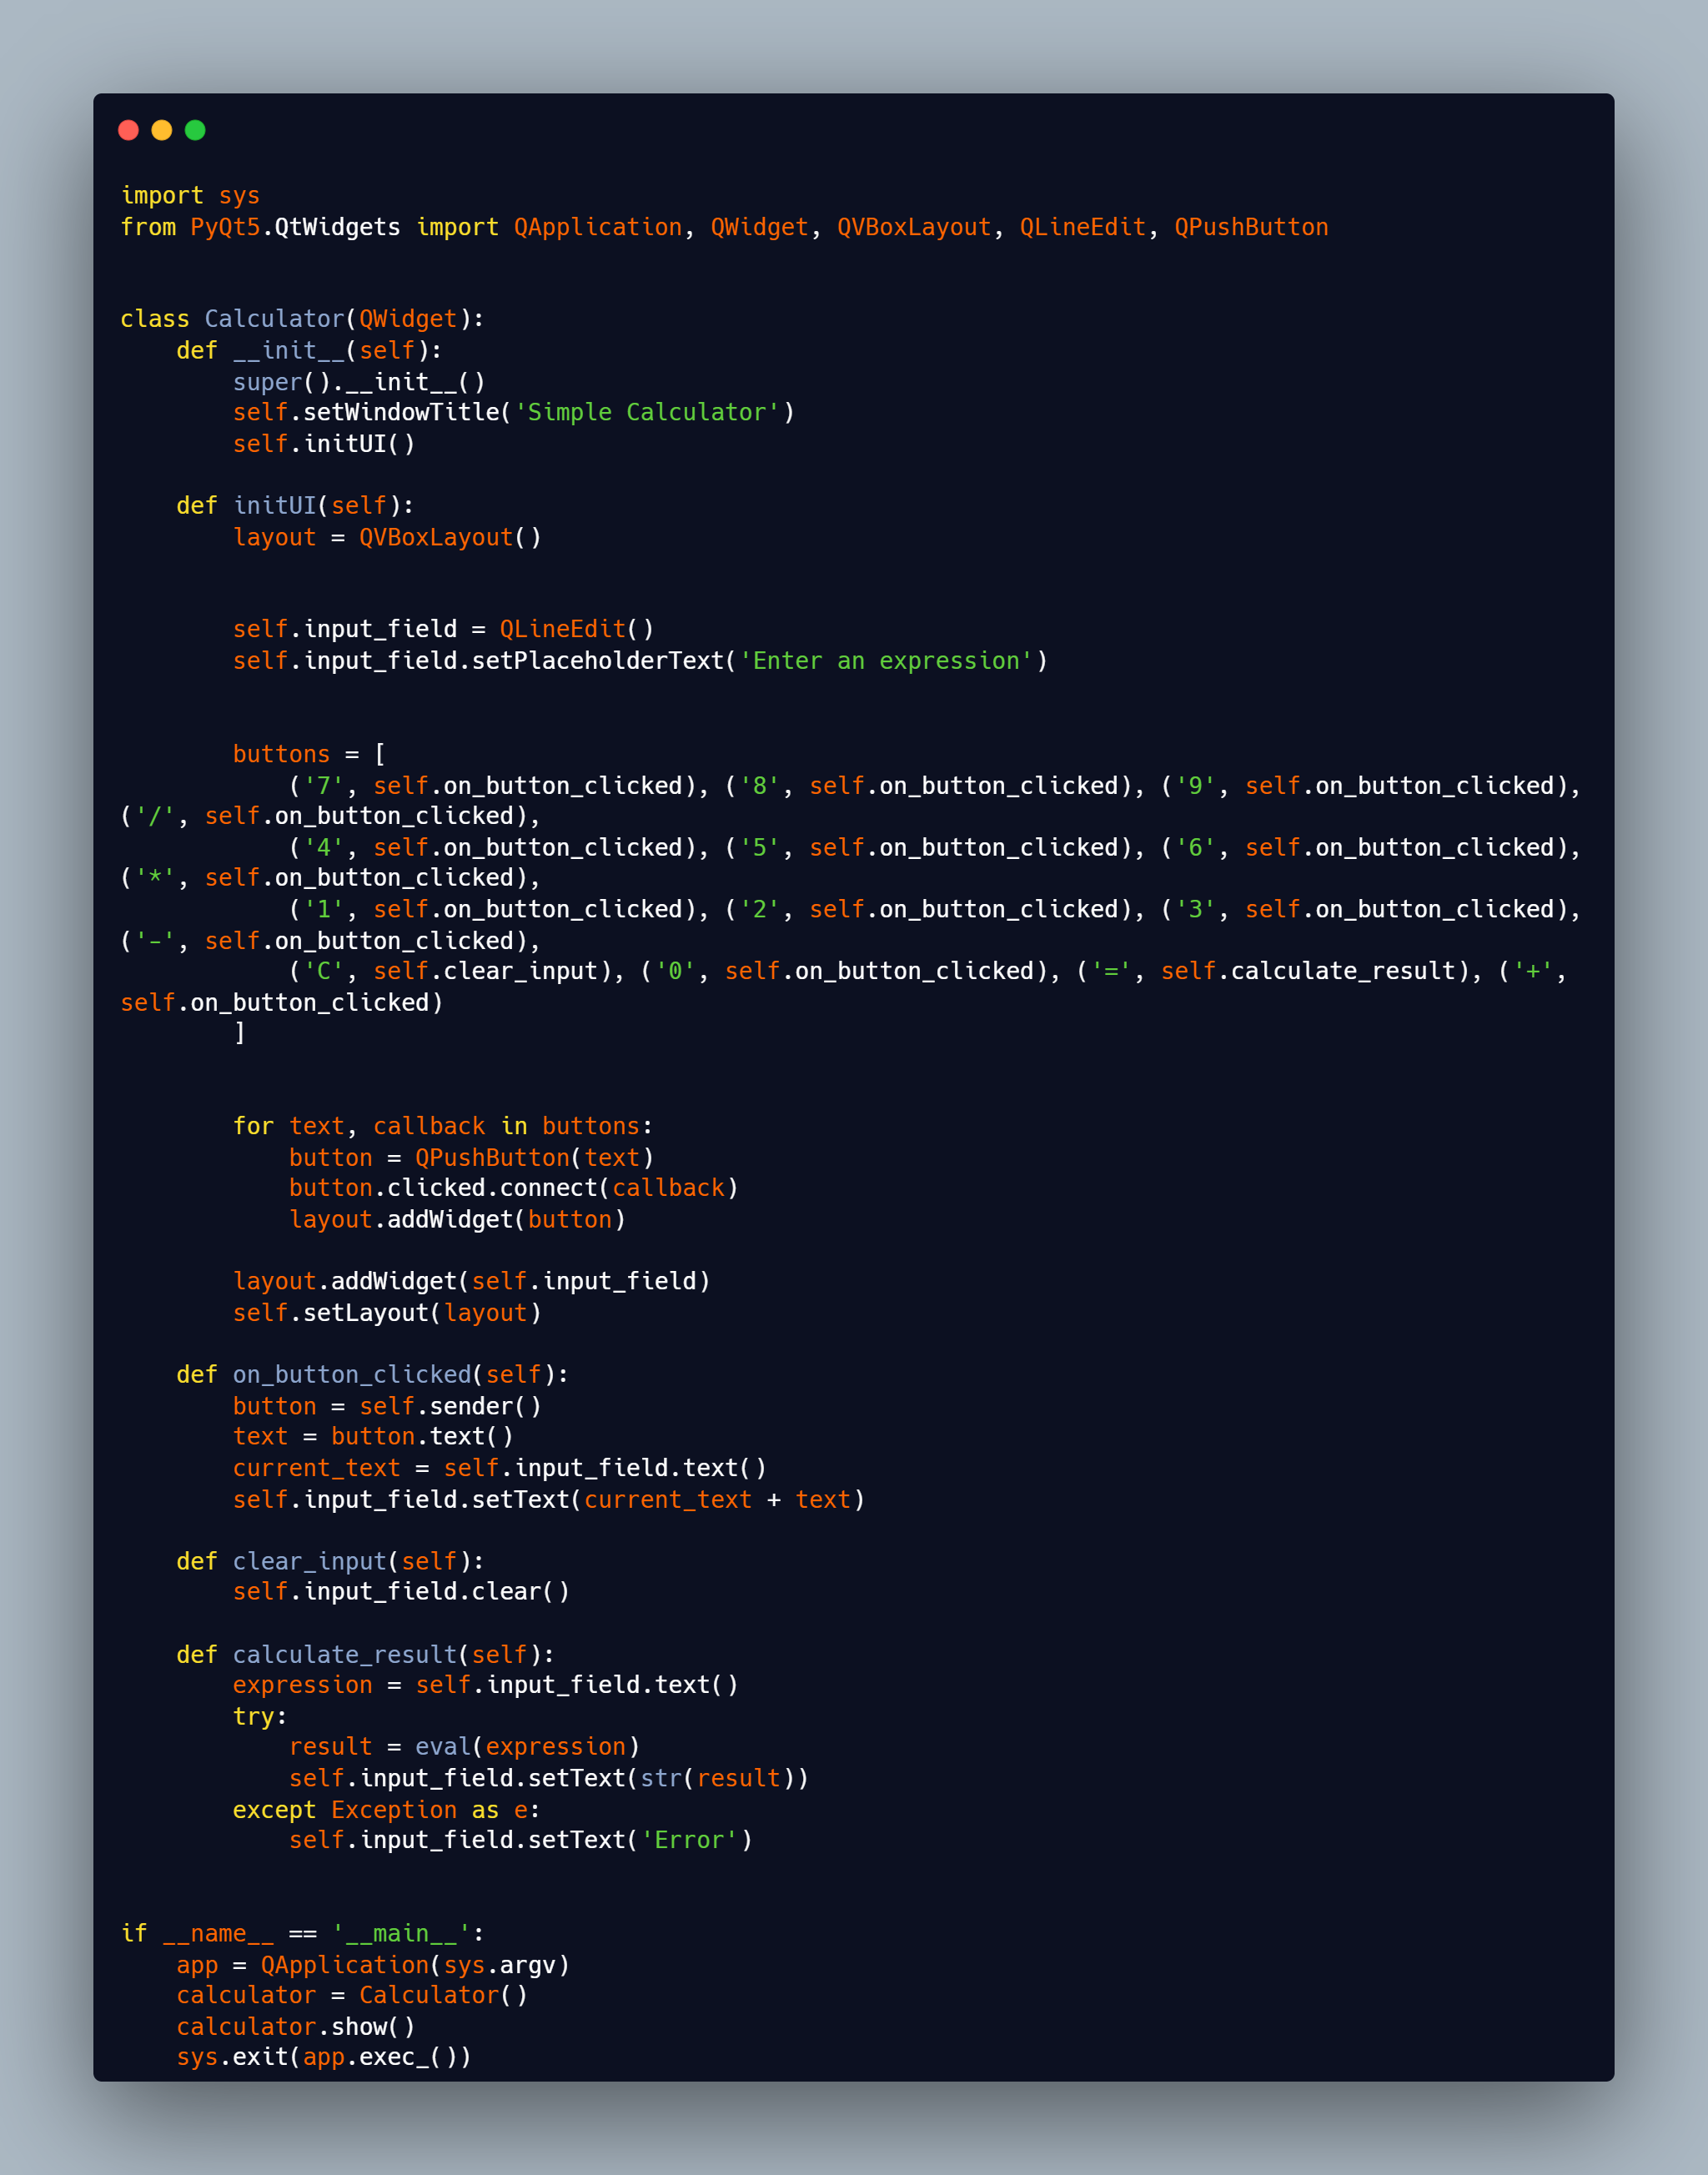 import sys
from PyQt5.QtWidgets import QApplication, QWidget, QVBoxLayout, QLineEdit, QPushButton
class Calculator(QWidget):
    def __init__(self):
        super().__init__()
        self.setWindowTitle('Simple Calculator')
        self.initUI()
    def initUI(self):
        layout = QVBoxLayout()
        self.input_field = QLineEdit()
        self.input_field.setPlaceholderText('Enter an expression')
        buttons = [
            ('7', self.on_button_clicked), ('8', self.on_button_clicked), ('9', self.on_button_clicked),
('/', self.on_button_clicked),
            ('4', self.on_button_clicked), ('5', self.on_button_clicked), ('6', self.on_button_clicked),
('*', self.on_button_clicked),
            ('1', self.on_button_clicked), ('2', self.on_button_clicked), ('3', self.on_button_clicked),
('-', self.on_button_clicked),
            ('C', self.clear_input), ('0', self.on_button_clicked), ('=', self.calculate_result), ('+',
self.on_button_clicked)
        ]
        for text, callback in buttons:
            button = QPushButton(text)
            button.clicked.connect(callback)
            layout.addWidget(button)
        layout.addWidget(self.input_field)
        self.setLayout(layout)
    def on_button_clicked(self):
        button = self.sender()
        text = button.text()
        current_text = self.input_field.text()
        self.input_field.setText(current_text + text)
    def clear_input(self):
        self.input_field.clear()
    def calculate_result(self):
        expression = self.input_field.text()
        try:
            result = eval(expression)
            self.input_field.setText(str(result))
        except Exception as e:
            self.input_field.setText('Error')
if __name__ == '__main__':
    app = QApplication(sys.argv)
    calculator = Calculator()
    calculator.show()
    sys.exit(app.exec_())